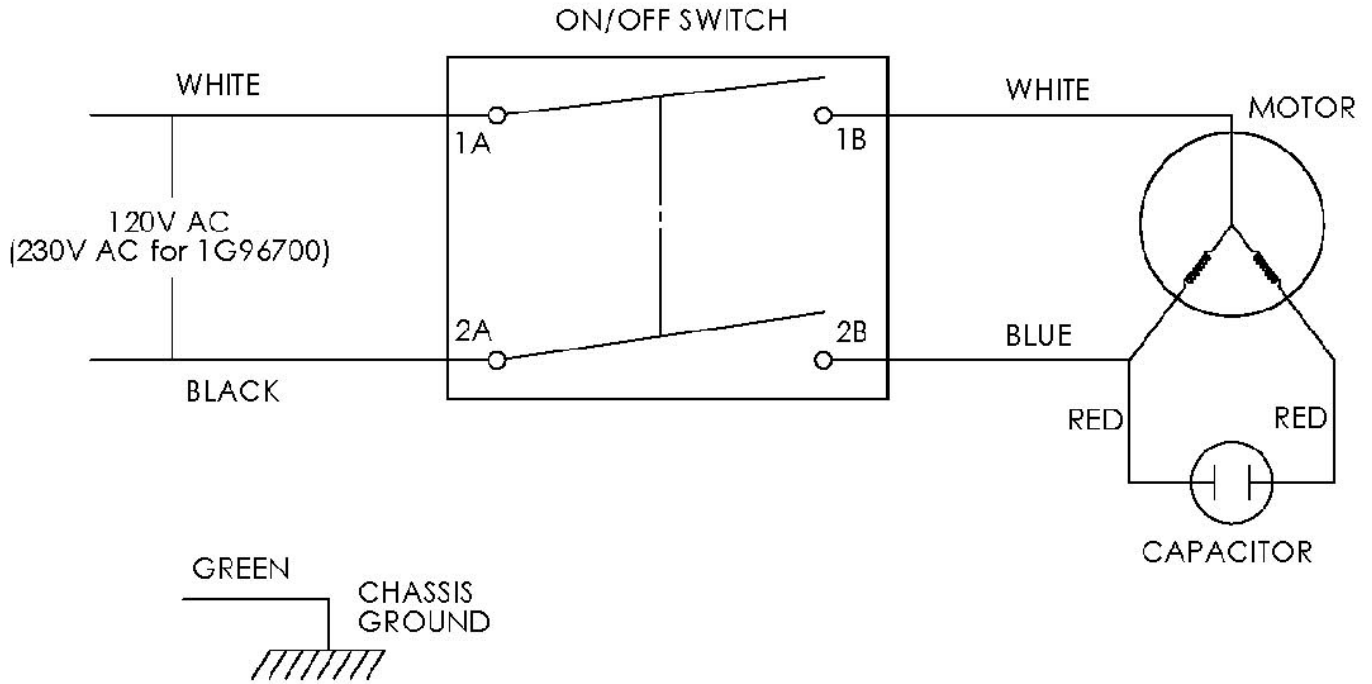 ON/OFF SWITCH
WHITE
WHITE
MOTOR
1A
1B
120V AC
(230V AC for 1G96700)
2A
2B
BLUE
BLACK
RED
RED
CAPACITOR
GREEN
CHASSIS
GROUND